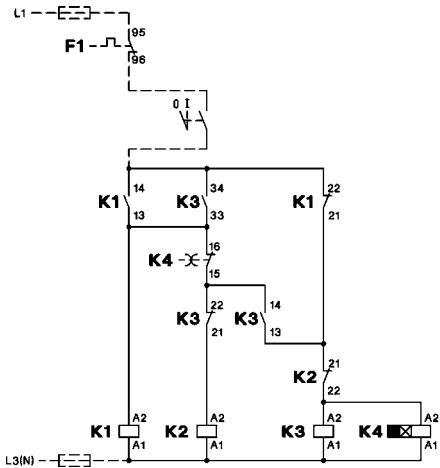 L1
95
F1
96
0 I
14 34 22
K1 K3 K1
13 33 21
16
K4
15
22 14
K3 K3
21 13
21
K2
22
A2 A2 A2 A2
K1 K2 K3 K4
A1 A1 A1 A1
L3(N)